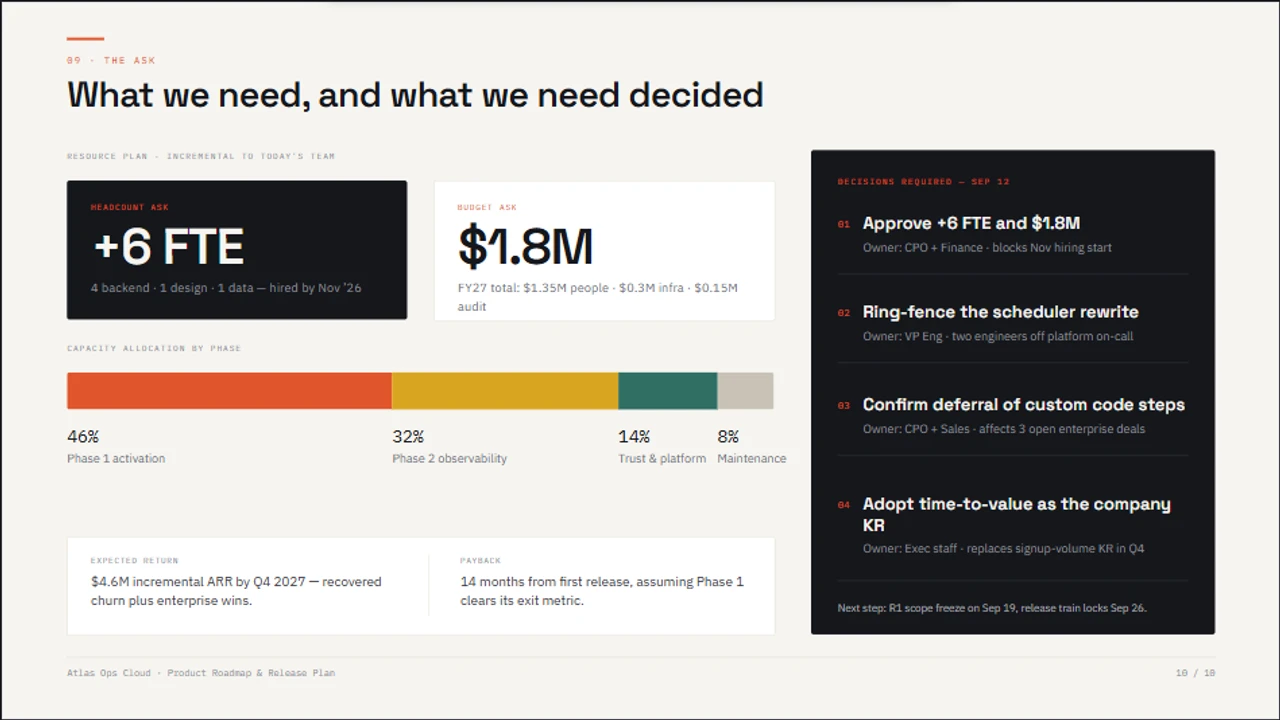 09 · THE ASK
What we need, and what we need decided
RESOURCE PLAN · INCREMENTAL TO TODAY'S TEAM
HEADCOUNT ASK
+6 FTE
4 backend · 1 design · 1 data — hired by Nov '26
BUDGET ASK
$1.8M
FY27 total: $1.35M people · $0.3M infra · $0.15M
audit
CAPACITY ALLOCATION BY PHASE
46%
Phase 1 activation
32%
Phase 2 observability
14%
Trust & platform
8%
Maintenance
EXPECTED RETURN
$4.6M incremental ARR by Q4 2027 — recovered
churn plus enterprise wins.
PAYBACK
14 months from first release, assuming Phase 1
clears its exit metric.
DECISIONS REQUIRED — SEP 12
01 Approve +6 FTE and $1.8M
Owner: CPO + Finance · blocks Nov hiring start
02 Ring-fence the scheduler rewrite
Owner: VP Eng · two engineers off platform on-call
03 Confirm deferral of custom code steps
Owner: CPO + Sales · affects 3 open enterprise deals
04 Adopt time-to-value as the company
KR
Owner: Exec staff · replaces signup-volume KR in Q4
Next step: R1 scope freeze on Sep 19, release train locks Sep 26.
Atlas Ops Cloud · Product Roadmap & Release Plan
10 / 10